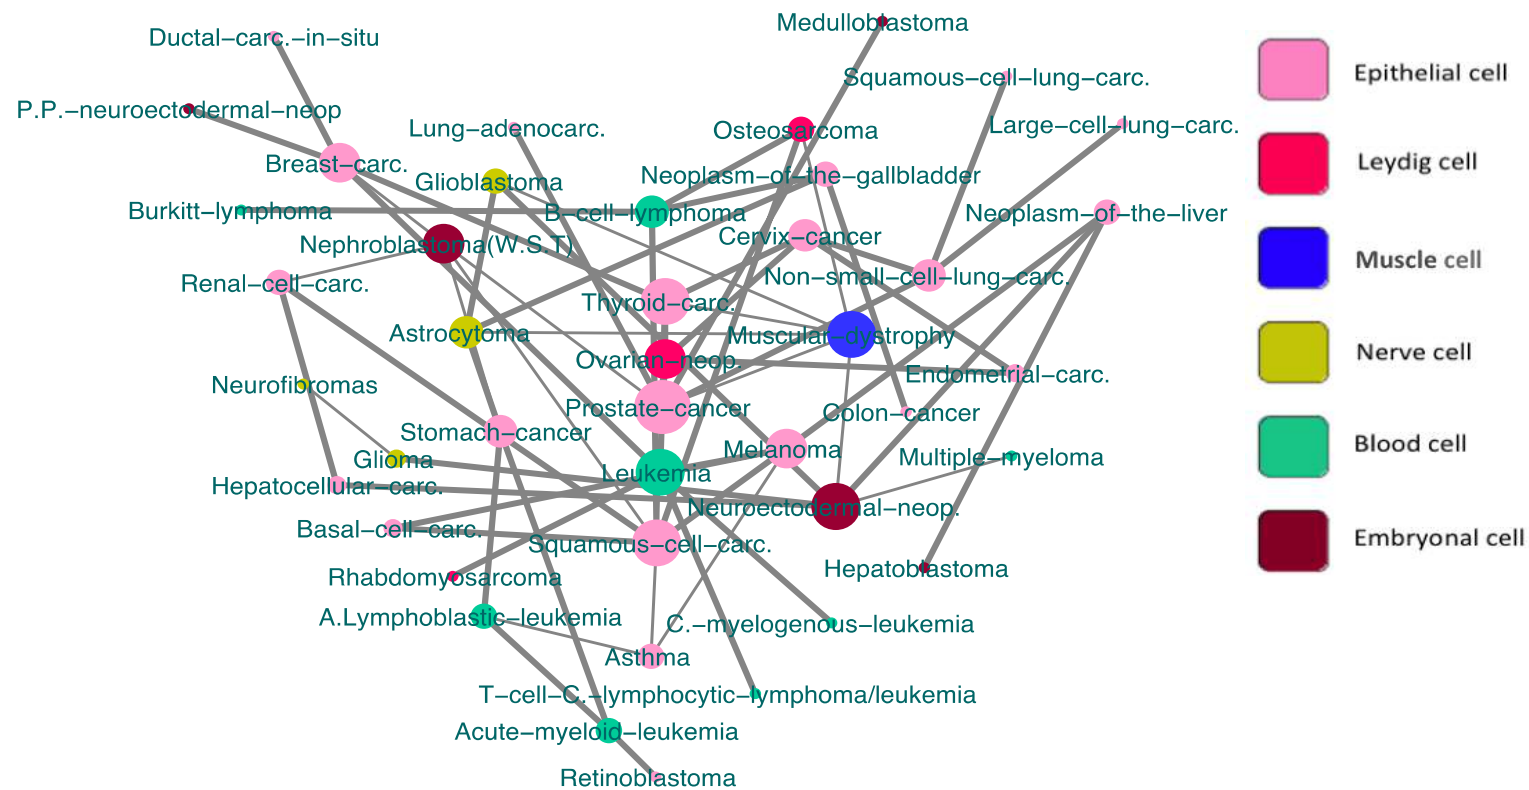 Medulloblastoma
Ductal-carc.-in-situ
Squamous-cell-lung-carc.
P.P.-neuroectodermal-neop
Lung-adenocarc.
Osteosarcoma
Large-cell-lung-carc.
Breast-carc.
Glioblastoma
Neoplasm-of-the-gallbladder
Burkitt-lymphoma
B-cell-lymphoma
Neoplasm-of-the-liver
Nephroblastoma(W.S.T)
Cervix-cancer
Renal-cell-carc.
Non-small-cell-lung-carc.
Thyroid-carc.
Astrocytoma
Muscular-dystrophy
Ovarian-neop.
Endometrial-carc.
Neurofibromas
Prostate-cancer
Colon-cancer
Stomach-cancer
Melanoma
Glioma
Multiple-myeloma
Leukemia
Hepatocellular-carc.
Neuroectodermal-neop.
Basal-cell-carc.
Squamous-cell-carc.
Hepatoblastoma
Rhabdomyosarcoma
A.Lymphoblastic-leukemia
C.-myelogenous-leukemia
Asthma
T-cell-C.-lymphocytic-lymphoma/leukemia
Acute-myeloid-leukemia
Retinoblastoma
Epithelial cell
Leydig cell
Muscle cell
Nerve cell
Blood cell
Embryonal cell